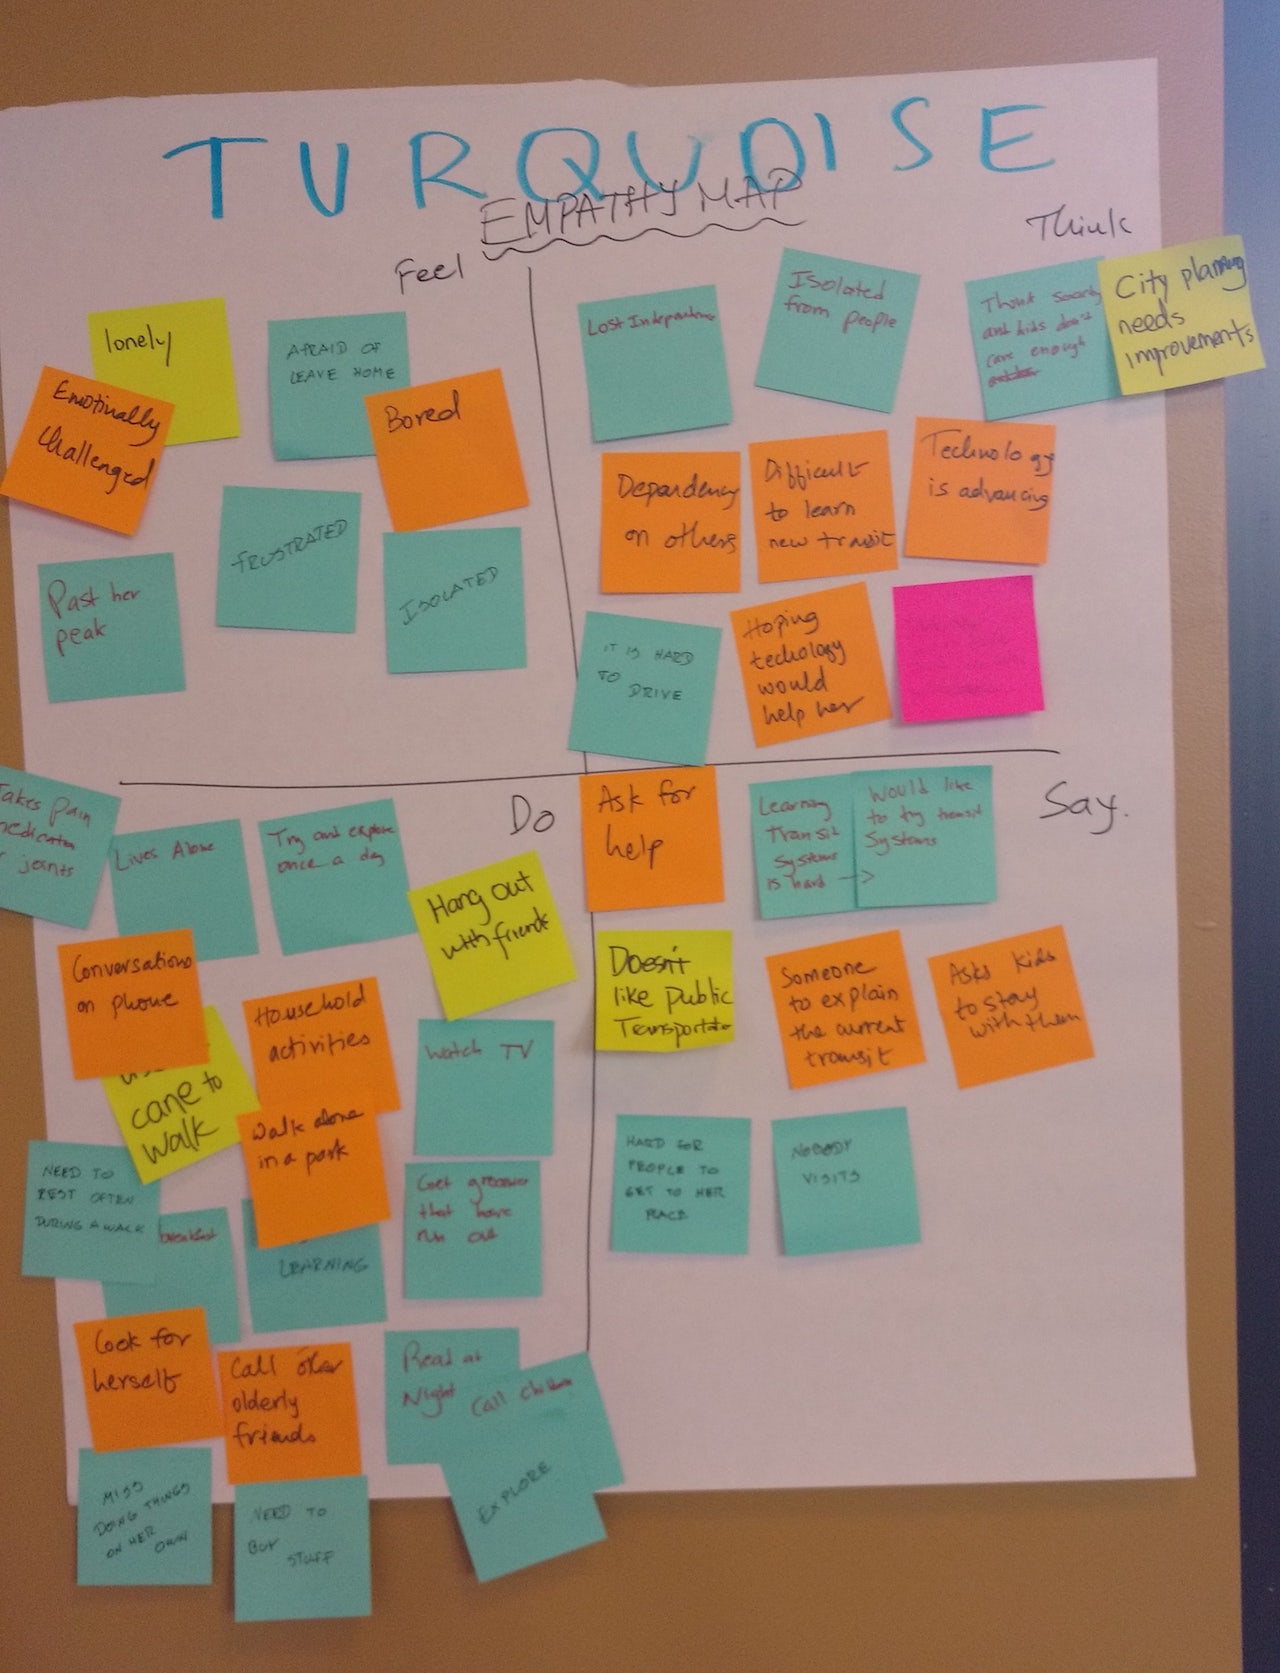 TURQUOISE
EMPATHY MAP
Feel
lonely
AFRAID OF
LEAVE HOME
Emotinally
challenged
Bored
FRUSTRATED
ISOLATED
Past her
peak
Think
Lost Independence
Isolated
from people
Think society
and kids don't
care enough
City planning
needs
improvements
Dependency
on others
Difficult
to learn
new transit
Technology
is advancing
IT IS HARD
TO DRIVE
Hoping
techology
would
help her
Do
Takes pain
medication
joints
Lives Alone
Try and explore
once a day
Hang out
with friends
Conversations
on phone
Household
activities
Watch TV
cane to
walk
Walk alone
in a park
NEED TO
REST OFTEN
DURING A WALK
breakfast
LEARNING
Get groceries
that have
run out
Cook for
herself
Call other
olderly
friends
Read at
Night
Call children
EXPLORE
MISS
DOING THINGS
ON HER
OWN
NEED TO
BUY
STUFF
Say.
Ask for
help
Learning
Transit
Systems
is hard →
Would like
to try transit
Systems
Doesn't
like public
Transportation
Someone
to explain
the current
transit
Asks kids
to stay
with them
HARD FOR
PEOPLE TO
GET TO HER
PLACE
NOBODY
VISITS